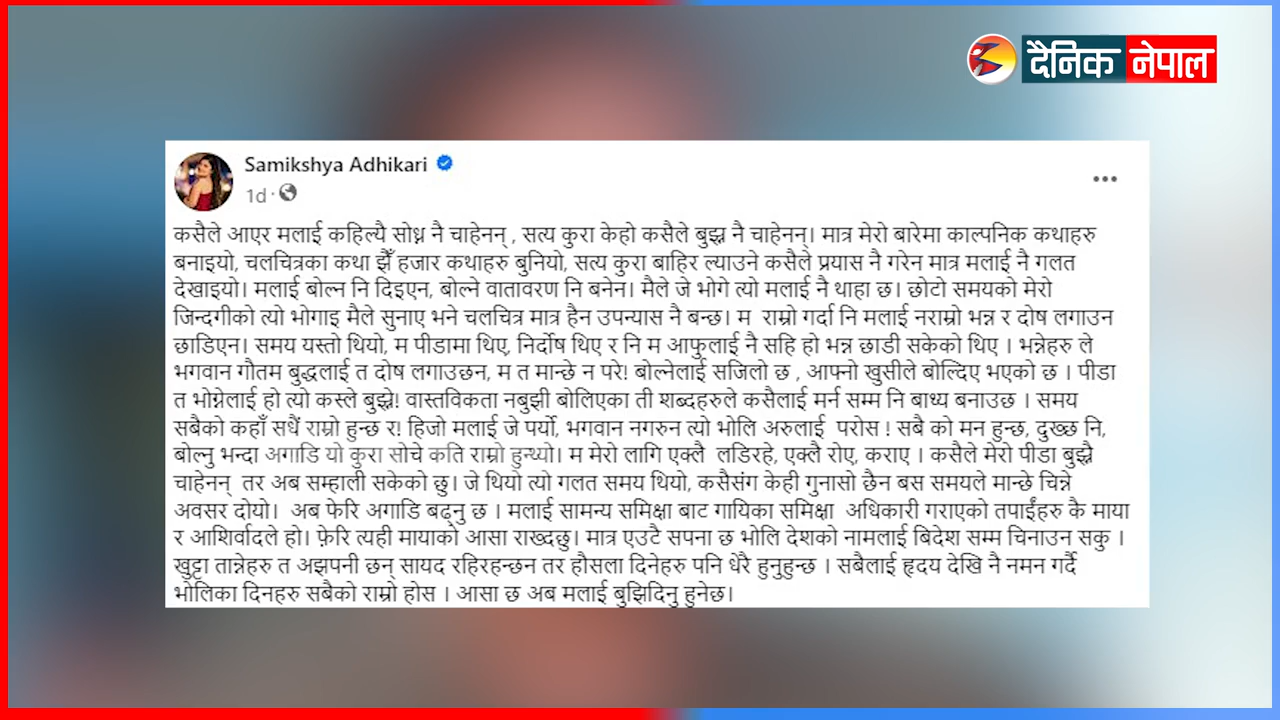 दैनिक नेपाल
Samikshya Adhikari
1d ·
कसैले आएर मलाई कहिल्यै सोध्न नै चाहेनन् , सत्य कुरा केहो कसैले बुझ्न नै चाहेनन्। मात्र मेरो बारेमा काल्पनिक कथाहरु
बनाइयो, चलचित्रका कथा झैँ हजार कथाहरु बुनियो, सत्य कुरा बाहिर ल्याउने कसैले प्रयास नै गरेन मात्र मलाई नै गलत
देखाइयो। मलाई बोल्न नि दिइएन, बोल्ने वातावरण नि बनेन। मैले जे भोगे त्यो मलाई नै थाहा छ। छोटो समयको मेरो
जिन्दगीको त्यो भोगाइ मैले सुनाए भने चलचित्र मात्र हैन उपन्यास नै बन्छ। म राम्रो गर्दा नि मलाई नराम्रो भन्न र दोष लगाउन
छाडिएन। समय यस्तो थियो, म पीडामा थिए, निर्दोष थिए र नि म आफुलाई नै सहि हो भन्न छाडी सकेको थिए । भन्नेहरु ले
भगवान गौतम बुद्धलाई त दोष लगाउछन, म त मान्छे न परे! बोल्नेलाई सजिलो छ , आफ्नो खुसीले बोल्दिए भएको छ । पीडा
त भोग्नेलाई हो त्यो कस्ले बुझ्ने! वास्तविकता नबुझी बोलिएका ती शब्दहरुले कसैलाई मर्न सम्म नि बाध्य बनाउछ । समय
सबैको कहाँ सधैं राम्रो हुन्छ र! हिजो मलाई जे पर्यो, भगवान नगरुन त्यो भोलि अरुलाई परोस ! सबै को मन हुन्छ, दुख्छ नि,
बोल्नु भन्दा अगाडि यो कुरा सोचे कति राम्रो हुन्थ्यो। म मेरो लागि एक्लै लडिरहे, एक्लै रोए, कराए । कसैले मेरो पीडा बुझ्नै
चाहेनन् तर अब सम्हाली सकेको छु। जे थियो त्यो गलत समय थियो, कसैसंग केही गुनासो छैन बस समयले मान्छे चिन्ने
अवसर दोयो। अब फेरि अगाडि बढ्नु छ । मलाई सामन्य समिक्षा बाट गायिका समिक्षा अधिकारी गराएको तपाईंहरु कै माया
र आशिर्वादले हो। फ़ेरि त्यही मायाको आसा राख्दछु। मात्र एउटै सपना छ भोलि देशको नामलाई बिदेश सम्म चिनाउन सकु ।
खुट्टा तान्नेहरु त अझपनी छन् सायद रहिरहन्छन तर हौसला दिनेहरु पनि धेरै हुनुहुन्छ । सबैलाई हृदय देखि नै नमन गर्दै
भोलिका दिनहरु सबैको राम्रो होस । आसा छ अब मलाई बुझिदिनु हुनेछ।